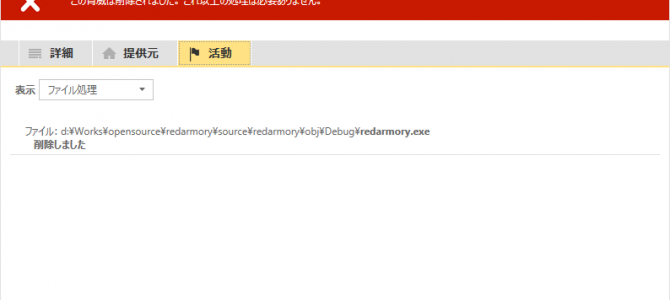 この脅威は削除されました。これ以上の処理は必要ありません。
詳細
提供元
活動
表示
ファイル処理
ファイル: d:¥Works¥opensource¥redarmory¥source¥redarmory¥obj¥Debug¥redarmory.exe
削除しました